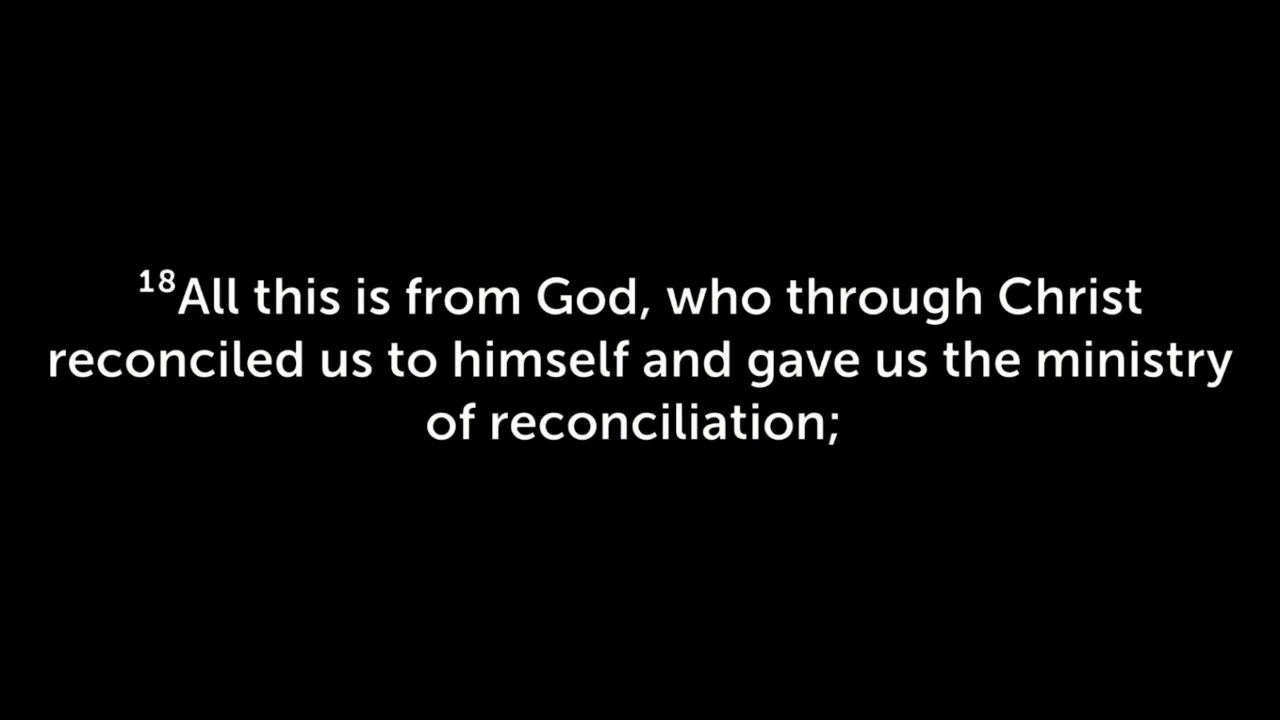 ¹⁸All this is from God, who through Christ
reconciled us to himself and gave us the ministry
of reconciliation;